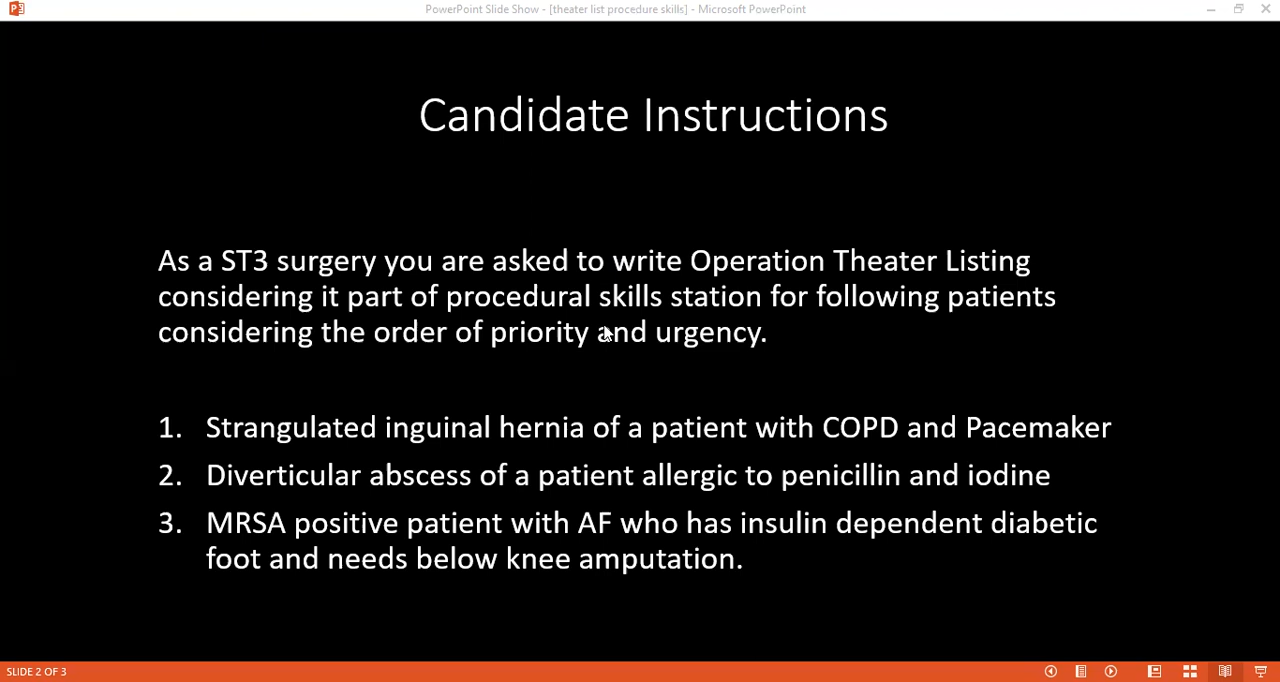 PowerPoint Slide Show - [theater list procedure skills] - Microsoft PowerPoint
Candidate Instructions
As a ST3 surgery you are asked to write Operation Theater Listing
considering it part of procedural skills station for following patients
considering the order of priority and urgency.
1. Strangulated inguinal hernia of a patient with COPD and Pacemaker
2. Diverticular abscess of a patient allergic to penicillin and iodine
3. MRSA positive patient with AF who has insulin dependent diabetic
foot and needs below knee amputation.
SLIDE 2 OF 3